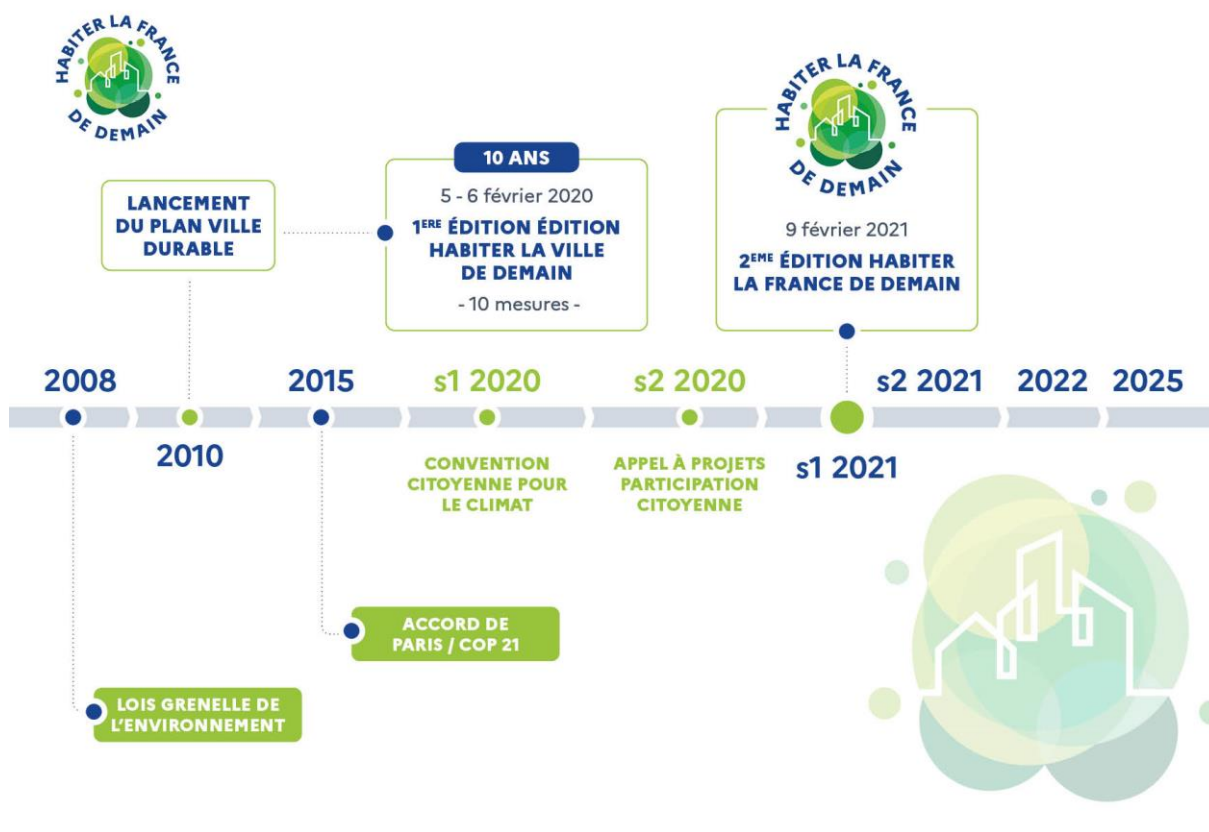 HABITER LA FRANCE
DE DEMAIN
HABITER LA FRANCE
DE DEMAIN
LANCEMENT
DU PLAN VILLE
DURABLE
10 ANS
5 - 6 février 2020
1ERE ÉDITION ÉDITION
HABITER LA VILLE
DE DEMAIN
- 10 mesures -
9 février 2021
2EME ÉDITION HABITER
LA FRANCE DE DEMAIN
2008
2015
s1 2020
s2 2020
s2 2021
2022
2025
2010
s1 2021
CONVENTION
CITOYENNE POUR
LE CLIMAT
APPEL À PROJETS
PARTICIPATION
CITOYENNE
ACCORD DE
PARIS / COP 21
LOIS GRENELLE DE
L'ENVIRONNEMENT